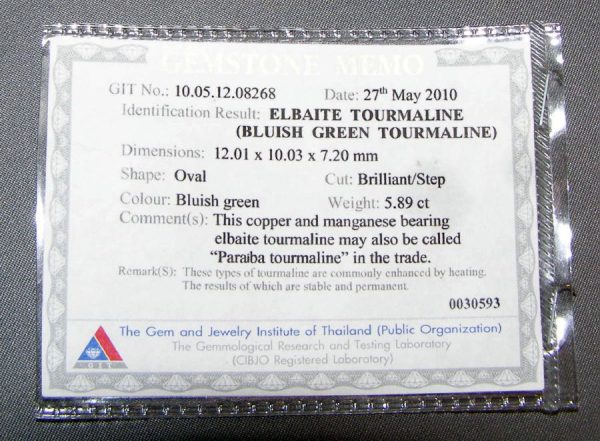 GEMSTONE MEMO
GIT No.: 10.05.12.08268 Date: 27th May 2010
Identification Result: ELBAITE TOURMALINE
(BLUISH GREEN TOURMALINE)
Dimensions: 12.01 x 10.03 x 7.20 mm
Shape: Oval Cut: Brilliant/Step
Colour: Bluish green Weight: 5.89 ct
Comment(s): This copper and manganese bearing
elbaite tourmaline may also be called
"Paraiba tourmaline" in the trade.
Remark(S): These types of tourmaline are commonly enhanced by heating.
The results of which are stable and permanent.
0030593
The Gem and Jewelry Institute of Thailand (Public Organization)
The Gemmological Research and Testing Laboratory
(CIBJO Registered Laboratory)
GIT